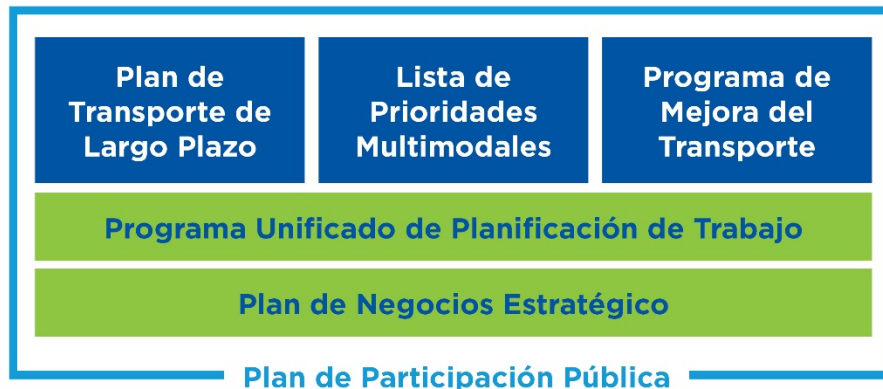 Plan de
Transporte de
Largo Plazo
Lista de
Prioridades
Multimodales
Programa de
Mejora del
Transporte
Programa Unificado de Planificación de Trabajo
Plan de Negocios Estratégico
Plan de Participación Pública